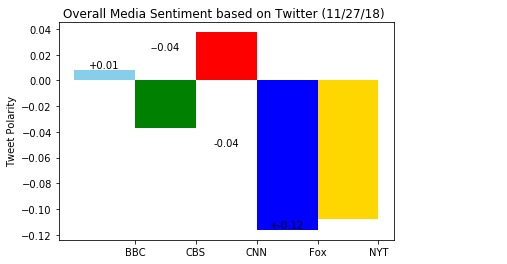 Overall Media Sentiment based on Twitter (11/27/18)
Tweet Polarity
0.04
0.02
0.00
−0.02
−0.04
−0.06
−0.08
−0.10
−0.12
+0.01
−0.04
-0.04
BBC
CBS
CNN
Fox
NYT